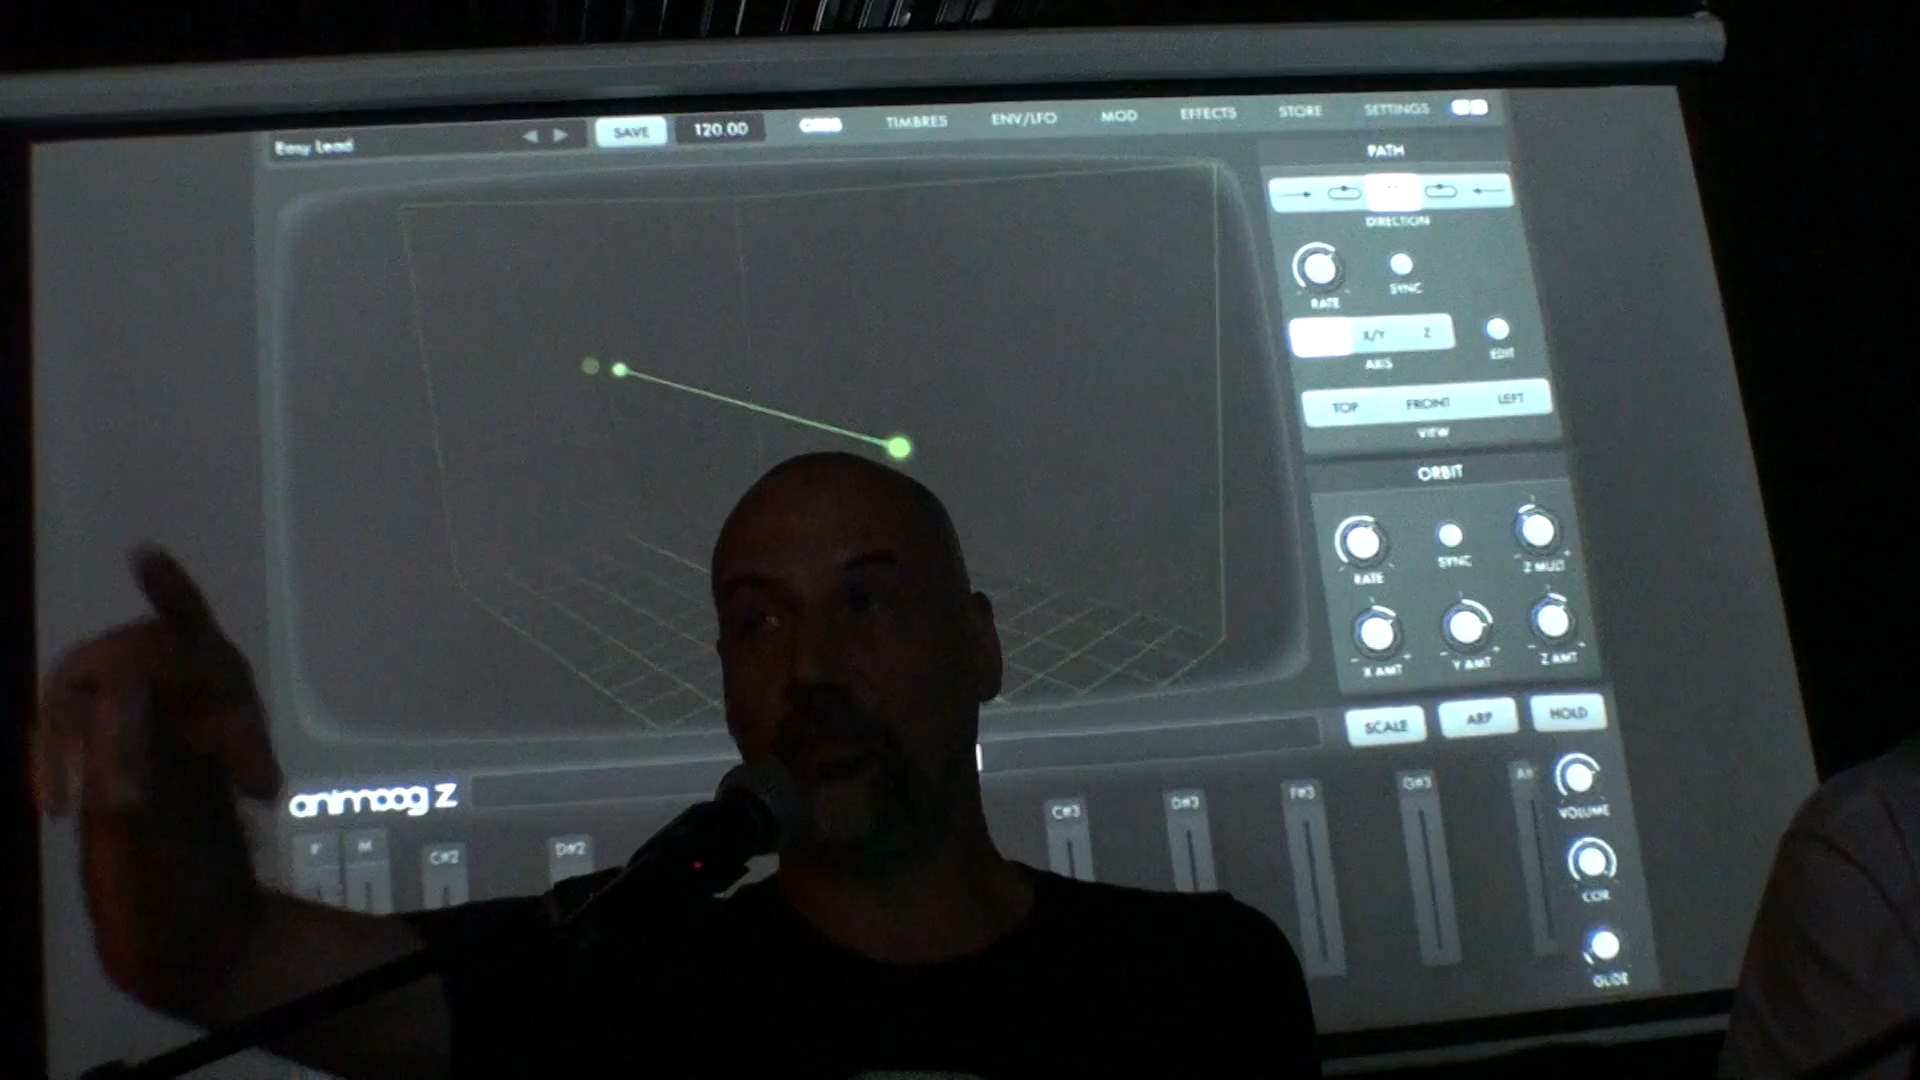 Easy Lead
SAVE
120.00
TIMBRES
ENV/LFO
MOD
EFFECTS
STORE
SETTINGS
PATH
DIRECTION
RATE
SYNC
X/Y
Z
AXIS
EDIT
TOP
FRONT
LEFT
VIEW
ORBIT
RATE
SYNC
Z MULT
X AMT
Y AMT
Z AMT
SCALE
ARP
HOLD
animoog Z
P
M
C#2
D#2
C#3
D#3
F#3
G#3
VOLUME
GLIDE